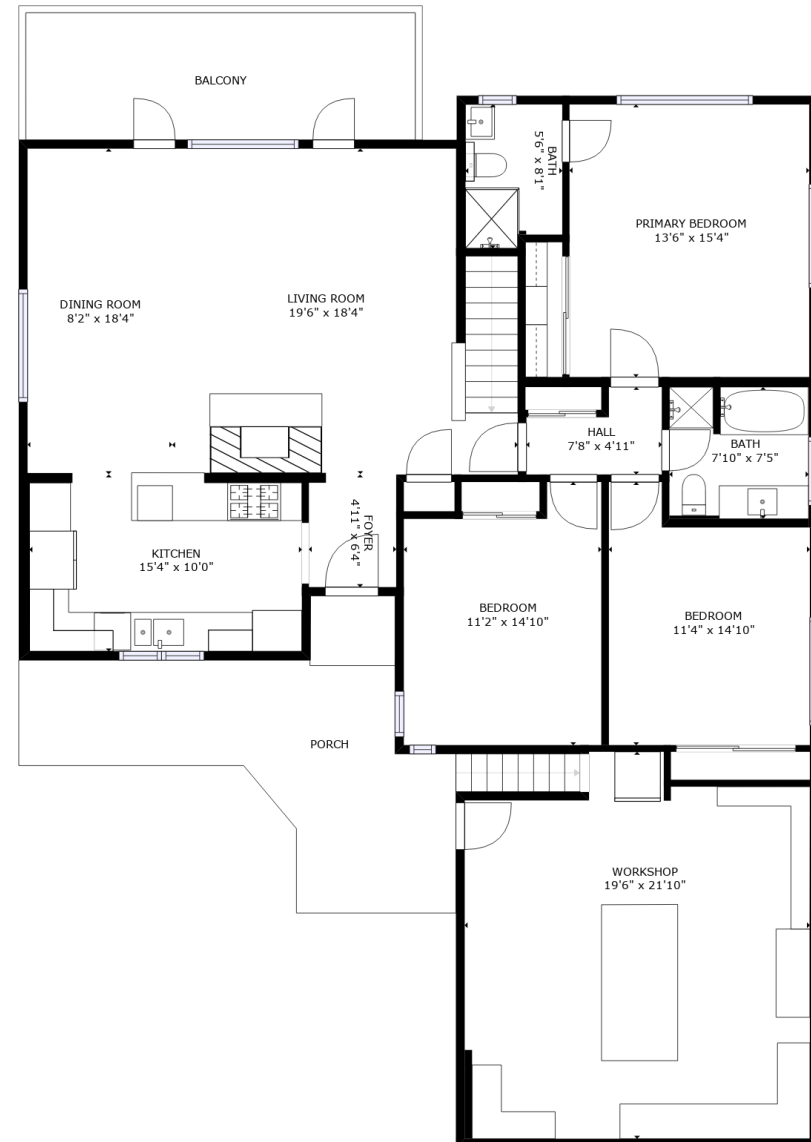 BALCONY
BATH
5'6" x 8'1"
PRIMARY BEDROOM
13'6" x 15'4"
DINING ROOM
8'2" x 18'4"
LIVING ROOM
19'6" x 18'4"
HALL
7'8" x 4'11"
BATH
7'10" x 7'5"
FOYER
4'11" x 6'4"
KITCHEN
15'4" x 10'0"
BEDROOM
11'2" x 14'10"
BEDROOM
11'4" x 14'10"
PORCH
WORKSHOP
19'6" x 21'10"